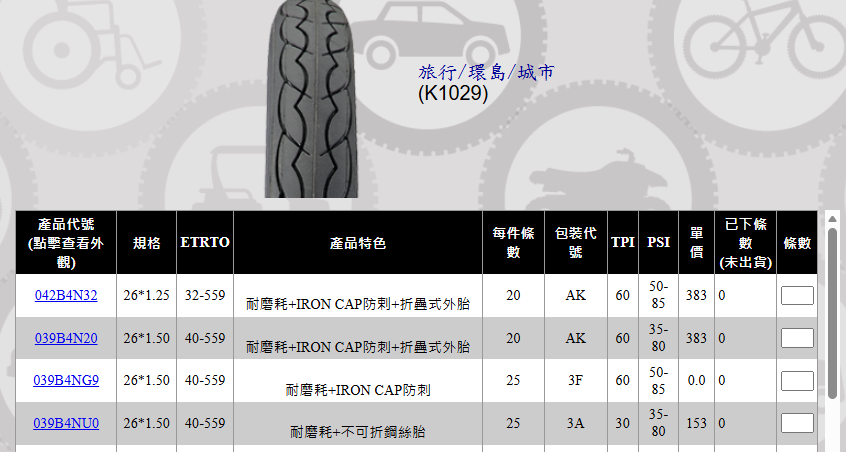 旅行/環島/城市
(K1029)
產品代號
(點擊查看外
觀)
規格
ETRTO
產品特色
每件條
數
包裝代
號
TPI
PSI
單
價
已下條
數
(未出貨)
條數
042B4N32 26*1.25 32-559 耐磨耗+IRON CAP防刺+折疊式外胎 20 AK 60 50-
85 383 0
039B4N20 26*1.50 40-559 耐磨耗+IRON CAP防刺+折疊式外胎 20 AK 60 35-
80 383 0
039B4NG9 26*1.50 40-559 耐磨耗+IRON CAP防刺 25 3F 60 50-
85 0.0 0
039B4NU0 26*1.50 40-559 耐磨耗+不可折鋼絲胎 25 3A 30 35-
80 153 0